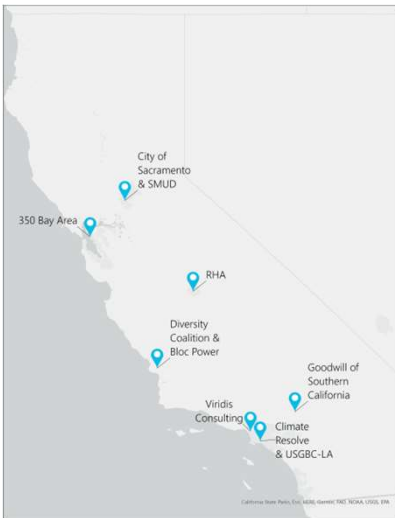 City of
Sacramento
& SMUD
350 Bay Area
RHA
Diversity
Coalition &
Bloc Power
Goodwill of
Southern
California
Viridis
Consulting
Climate
Resolve
& USGBC-LA
California State Parks, Esri, HERE, Garmin, FAO, NOAA, USGS, EPA